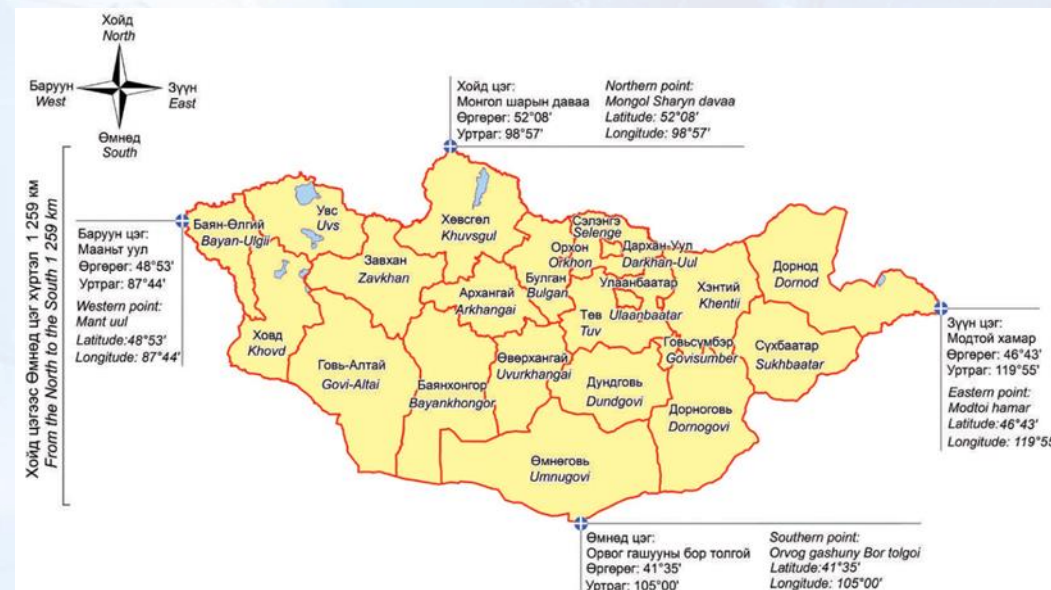 Хойд
North
Баруун
West
Зүүн
East
Өмнөд
South
Хойд цэг:
Монгол шарын даваа
Өргөрөг: 52°08'
Уртраг: 98°57'
Northern point:
Mongol Sharyn davaa
Latitude: 52°08'
Longitude: 98°57'
Хойд цэгээс Өмнөд цэг хүртэл 1 259 км
From the North to the South 1 259 km
Баруун цэг:
Мааньт уул
Өргөрөг: 48°53'
Уртраг: 87°44'
Western point:
Mant uul
Latitude:48°53'
Longitude: 87°44'
Баян-Өлгий
Bayan-Ulgii
Увс
Uvs
Хөвсгөл
Khuvsgul
Сэлэнгэ
Selenge
Орхон
Orkhon
Дархан-Уул
Darkhan-Uul
Завхан
Zavkhan
Булган
Bulgan
Улаанбаатар
Ulaanbaatar
Хэнтий
Khentii
Дорнод
Dornod
Архангай
Arkhangai
Төв
Tuv
Ховд
Khovd
Говь-Алтай
Govi-Altai
Баянхонгор
Bayankhongor
Өвөрхангай
Uvurkhangai
Говьсүмбэр
Govisumber
Сүхбаатар
Sukhbaatar
Дундговь
Dundgovi
Дорноговь
Dornogovi
Өмнөговь
Umnugovi
Зүүн цэг:
Модтой хамар
Өргөрөг: 46°43'
Уртраг: 119°55'
Eastern point:
Modtoi hamar
Latitude:46°43'
Longitude: 119°55'
Өмнөд цэг:
Орвог гашууны бор толгой
Өргөрөг: 41°35'
Уртраг: 105°00'
Southern point:
Orvog gashuny Bor tolgoi
Latitude:41°35'
Longitude: 105°00'